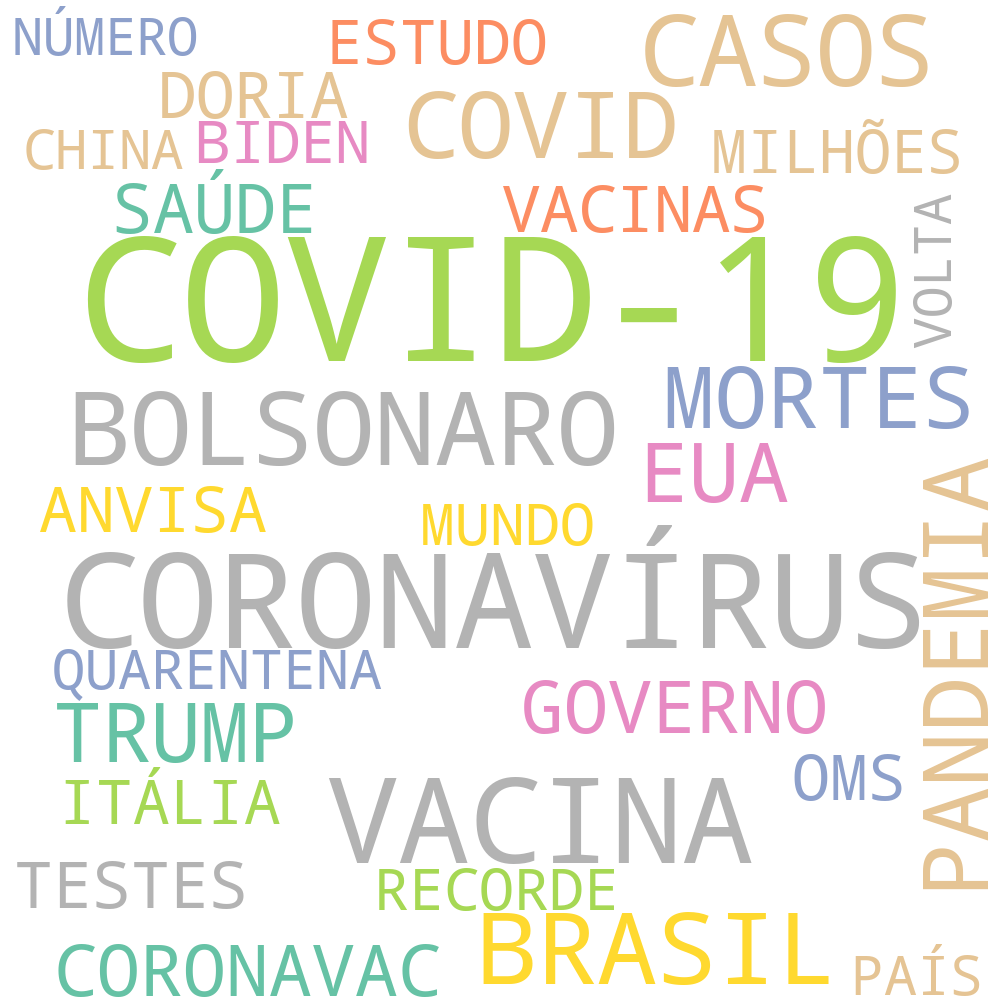 NÚMERO
ESTUDO
CASOS
DORIA
COVID
CHINA
BIDEN
MILHÕES
SAÚDE
VACINAS
VOLTA
COVID-19
MORTES
BOLSONARO
EUA
ANVISA
MUNDO
CORONAVÍRUS
PANDEMIA
QUARENTENA
GOVERNO
TRUMP
OMS
ITÁLIA
VACINA
TESTES
RECORDE
BRASIL
CORONAVAC
PAÍS